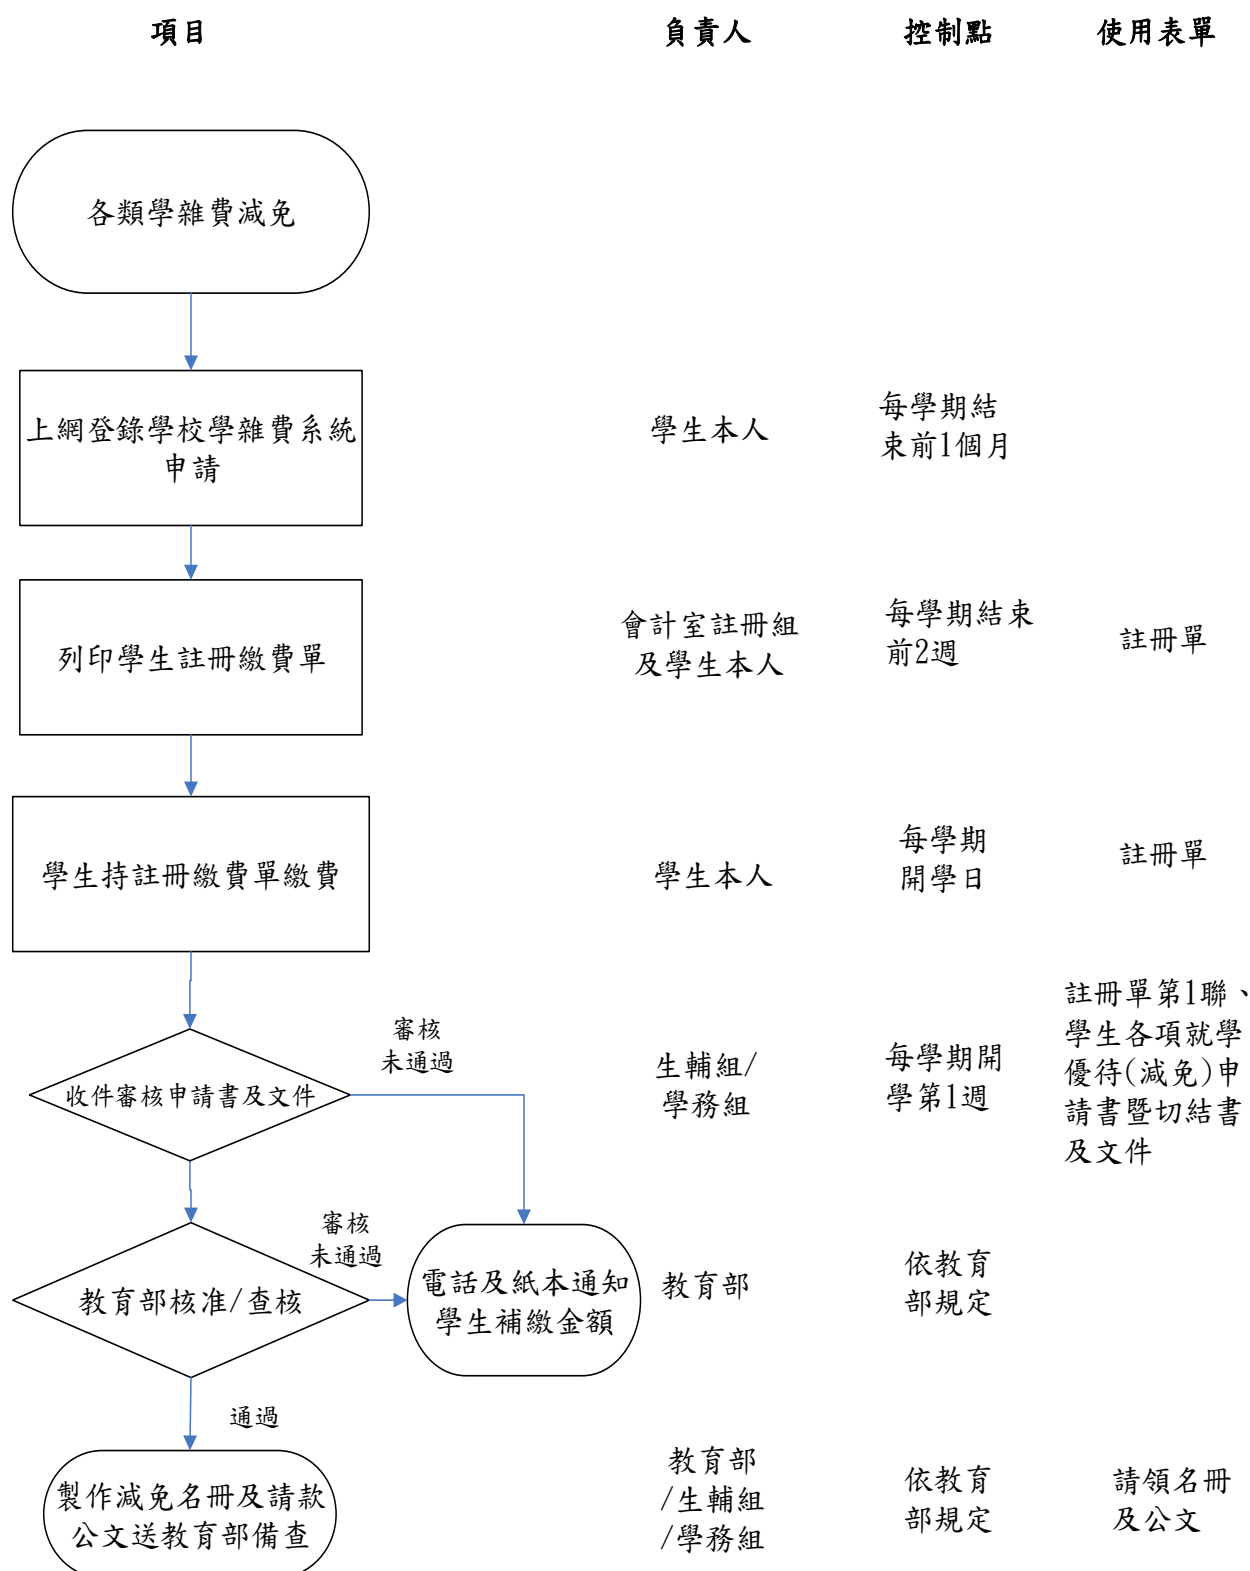 項目
負責人
控制點
使用表單
各類學雜費減免
上網登錄學校學雜費系統
申請
學生本人
每學期結
束前1個月
列印學生註冊繳費單
會計室註冊組
及學生本人
每學期結束
前2週
註冊單
學生持註冊繳費單繳費
學生本人
每學期
開學日
註冊單
收件審核申請書及文件
審核
未通過
生輔組/
學務組
每學期開
學第1週
註冊單第1聯、
學生各項就學
優待(減免)申
請書暨切結書
及文件
教育部核准/查核
審核
未通過
電話及紙本通知
學生補繳金額
教育部
依教育
部規定
通過
製作減免名冊及請款
公文送教育部備查
教育部
/生輔組
/學務組
依教育
部規定
請領名冊
及公文